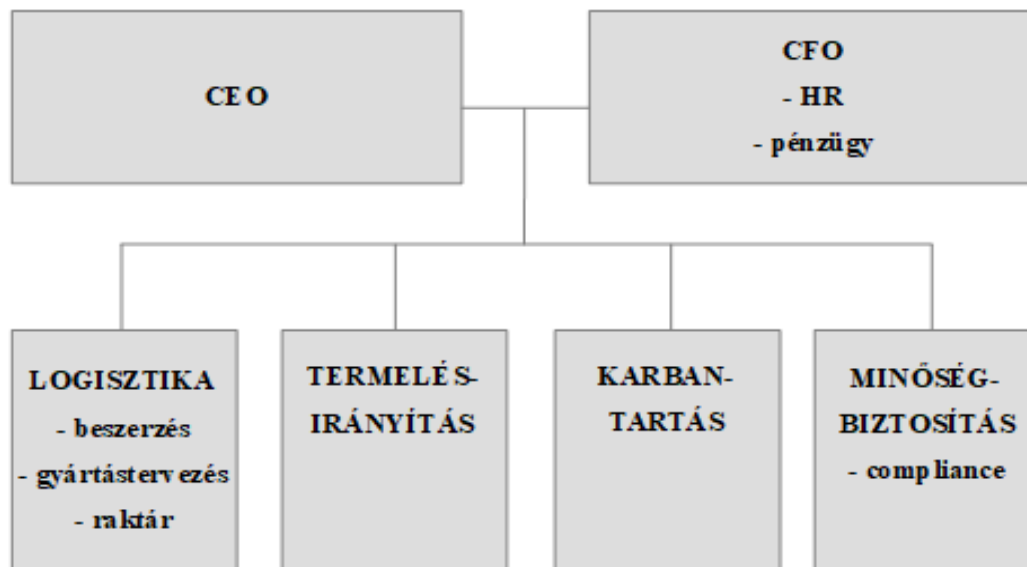 CEO
CFO
- HR
- pénzügy
LOGISZTIKA
- beszerzés
- gyártástervezés
- raktár
TERMELÉS-
IRÁNYÍTÁS
KARBAN-
TARTÁS
MINŐSÉG-
BIZTOSÍTÁS
- compliance